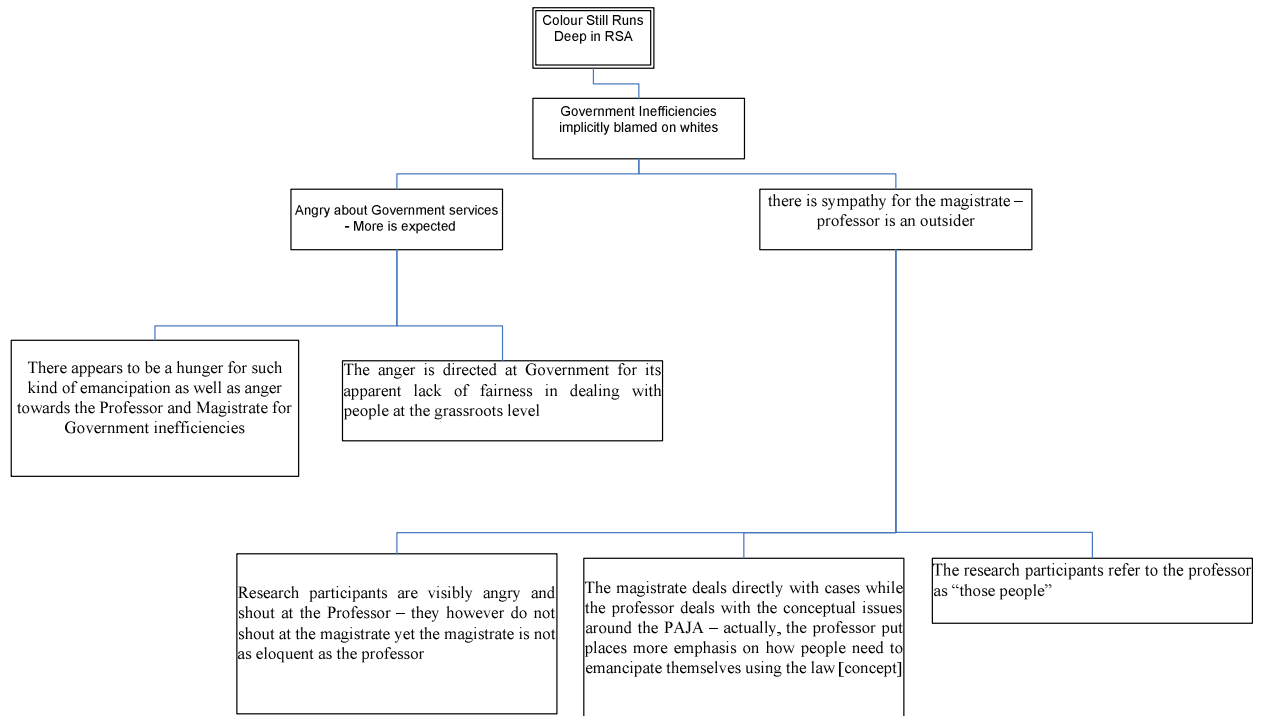 Colour Still Runs
Deep in RSA
Government Inefficiencies
implicitly blamed on whites
Angry about Government services
- More is expected
there is sympathy for the magistrate –
professor is an outsider
There appears to be a hunger for such
kind of emancipation as well as anger
towards the Professor and Magistrate for
Government inefficiencies
The anger is directed at Government for its
apparent lack of fairness in dealing with
people at the grassroots level
Research participants are visibly angry and
shout at the Professor – they however do not
shout at the magistrate yet the magistrate is not
as eloquent as the professor
The magistrate deals directly with cases while
the professor deals with the conceptual issues
around the PAJA – actually, the professor put
places more emphasis on how people need to
emancipate themselves using the law [concept]
The research participants refer to the professor
as “those people”